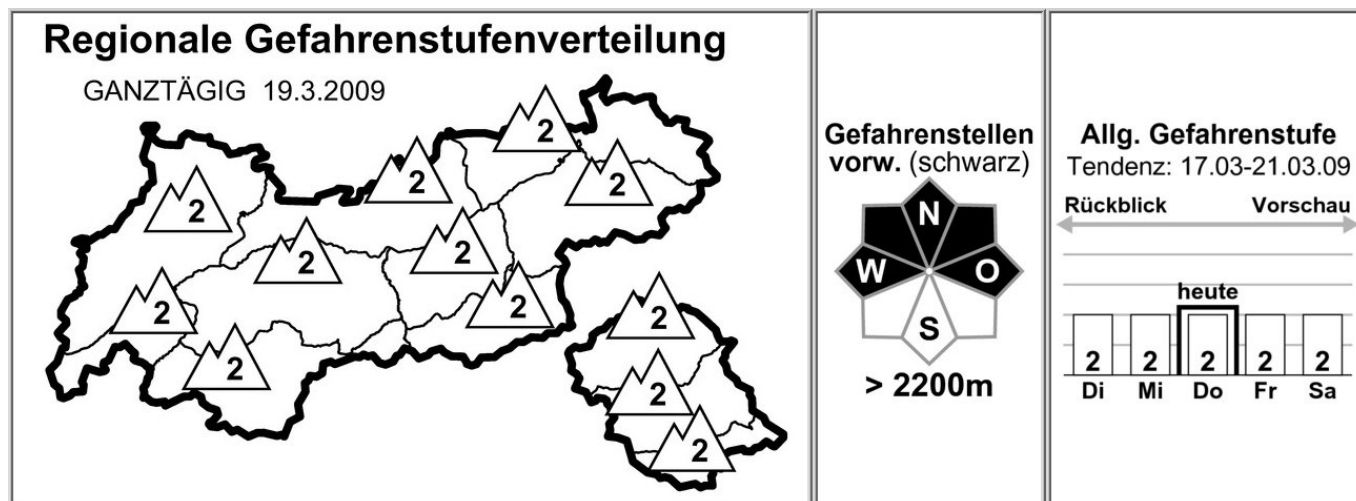 Regionale Gefahrenstufenverteilung
GANZTÄGIG 19.3.2009
2
2
2
2
2
2
2
2
2
2
2
2
Gefahrenstellen
vorw. (schwarz)
N
W O
S
> 2200m
Allg. Gefahrenstufe
Tendenz: 17.03-21.03.09
Rückblick Vorschau
heute
2 2 2 2 2
Di Mi Do Fr Sa